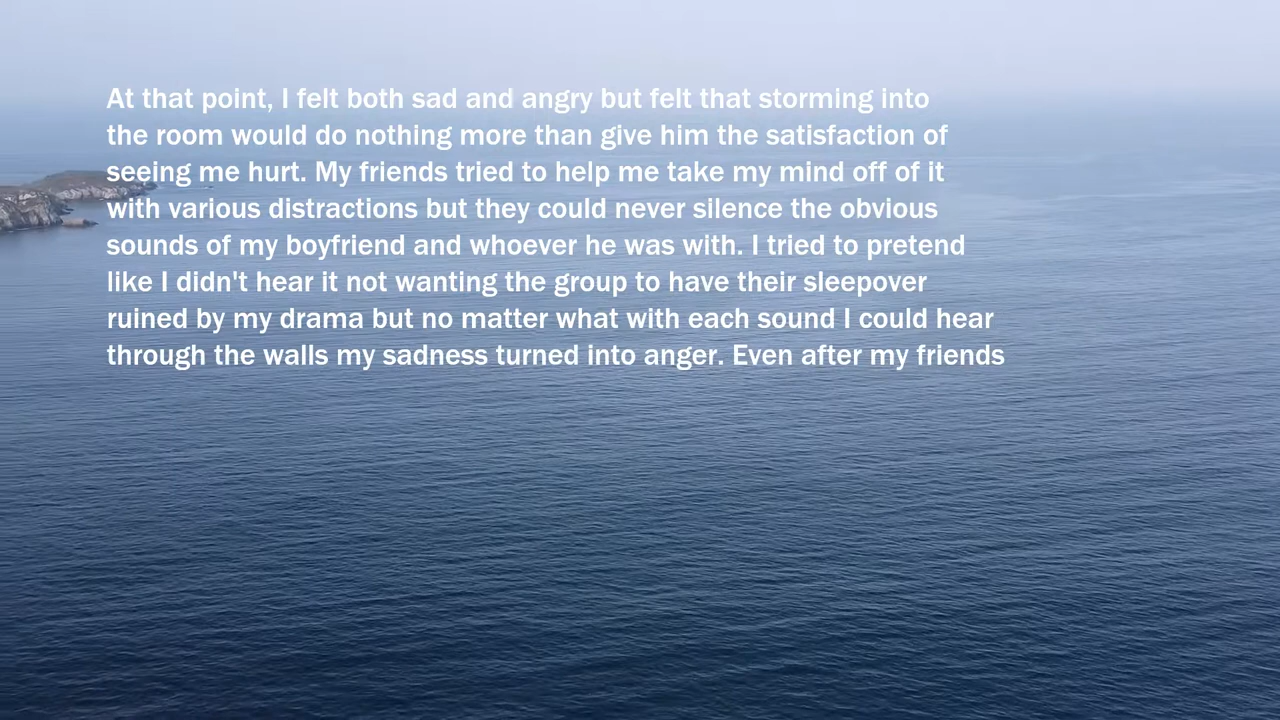 At that point, I felt both sad and angry but felt that storming into
the room would do nothing more than give him the satisfaction of
seeing me hurt. My friends tried to help me take my mind off of it
with various distractions but they could never silence the obvious
sounds of my boyfriend and whoever he was with. I tried to pretend
like I didn't hear it not wanting the group to have their sleepover
ruined by my drama but no matter what with each sound I could hear
through the walls my sadness turned into anger. Even after my friends